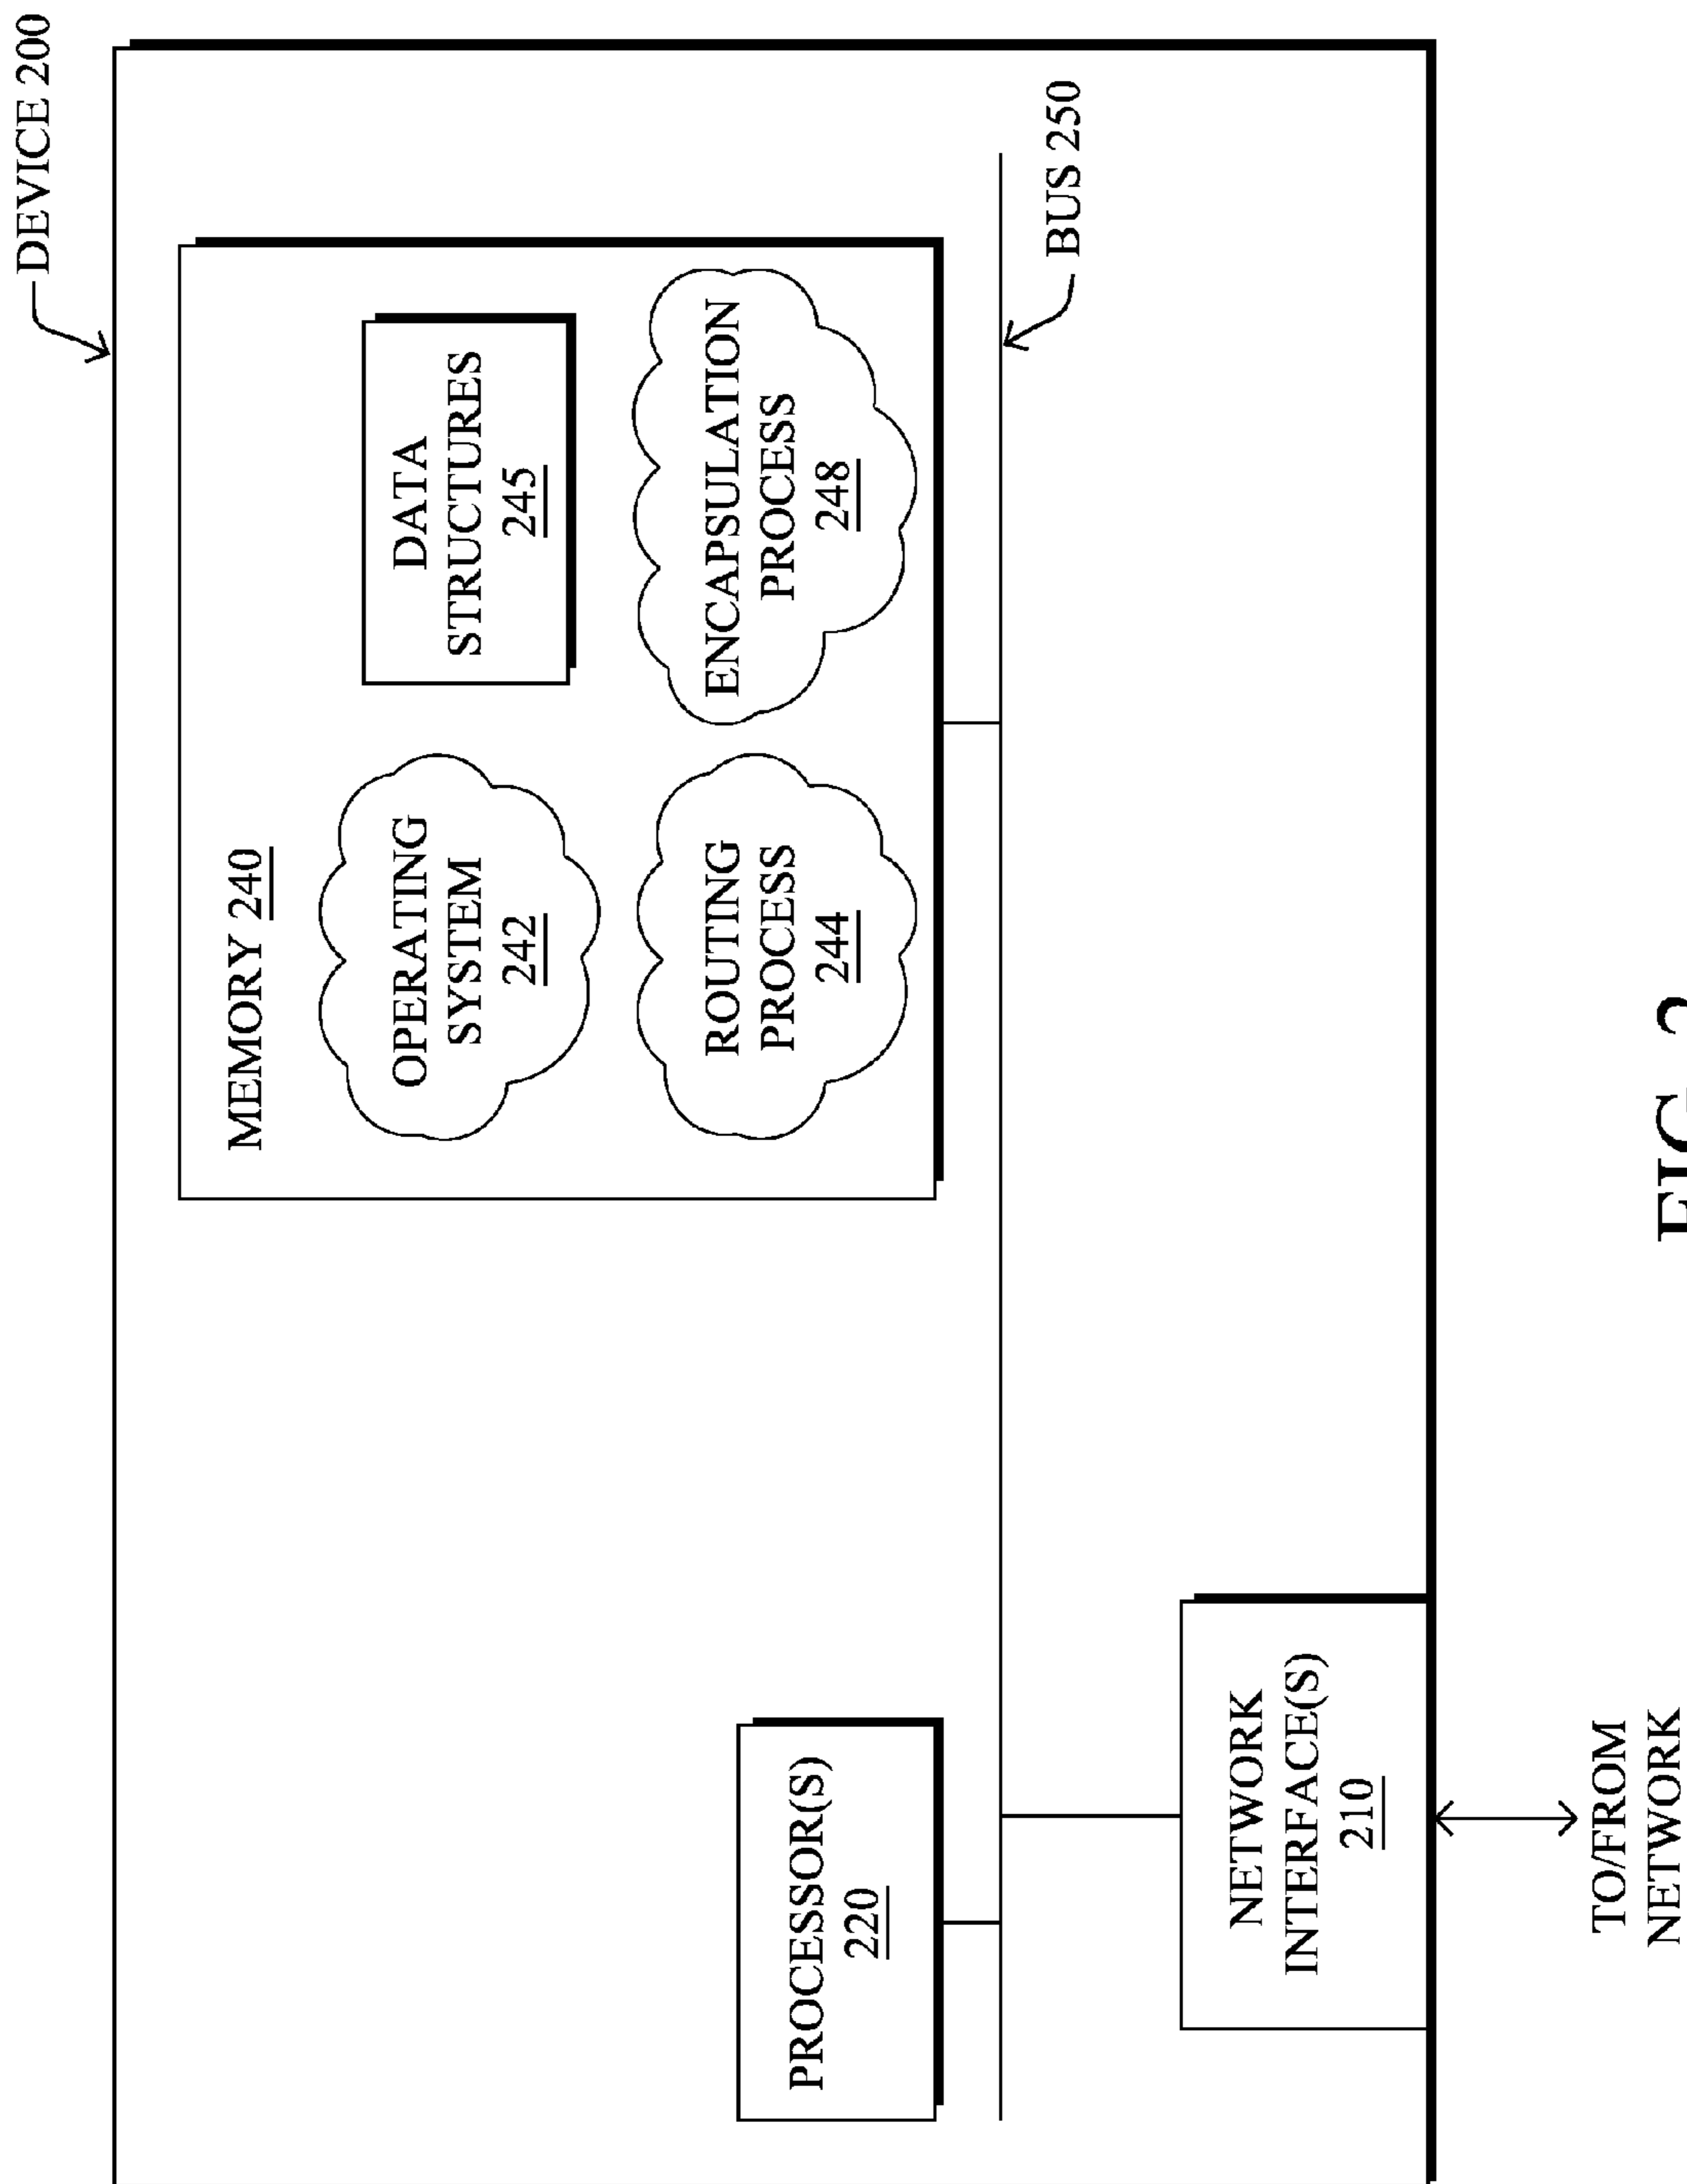 DEVICE 200
MEMORY 240
OPERATING
SYSTEM
242
DATA
STRUCTURES
245
ROUTING
PROCESS
244
ENCAPSULATION
PROCESS
248
PROCESSOR(S)
220
BUS 250
NETWORK
INTERFACE(S)
210
TO/FROM
NETWORK